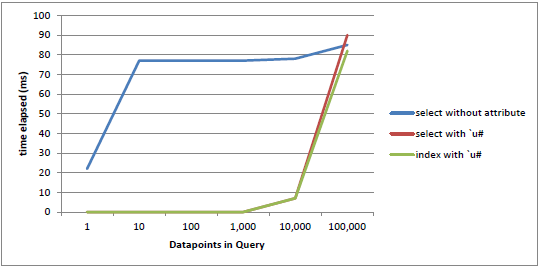 100
90
80
70
60
50
40
30
20
10
0
time elapsed (ms)
1 10 100 1,000 10,000 100,000
Datapoints in Query
select without attribute
select with `u#
index with `u#